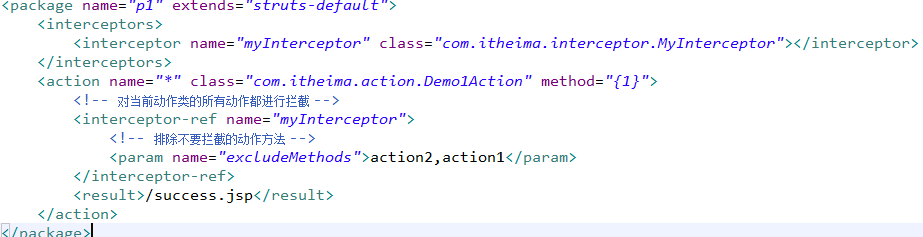 <package name="p1" extends="struts-default">
<interceptors>
<interceptor name="myInterceptor" class="com.itheima.interceptor.MyInterceptor"></interceptor>
</interceptors>
<action name="*" class="com.itheima.action.Demo1Action" method="{1}">
<!-- 对当前动作类的所有动作都进行拦截 -->
<interceptor-ref name="myInterceptor">
<!-- 排除不要拦截的动作方法 -->
<param name="excludeMethods">action2,action1</param>
</interceptor-ref>
<result>/success.jsp</result>
</action>
</package>